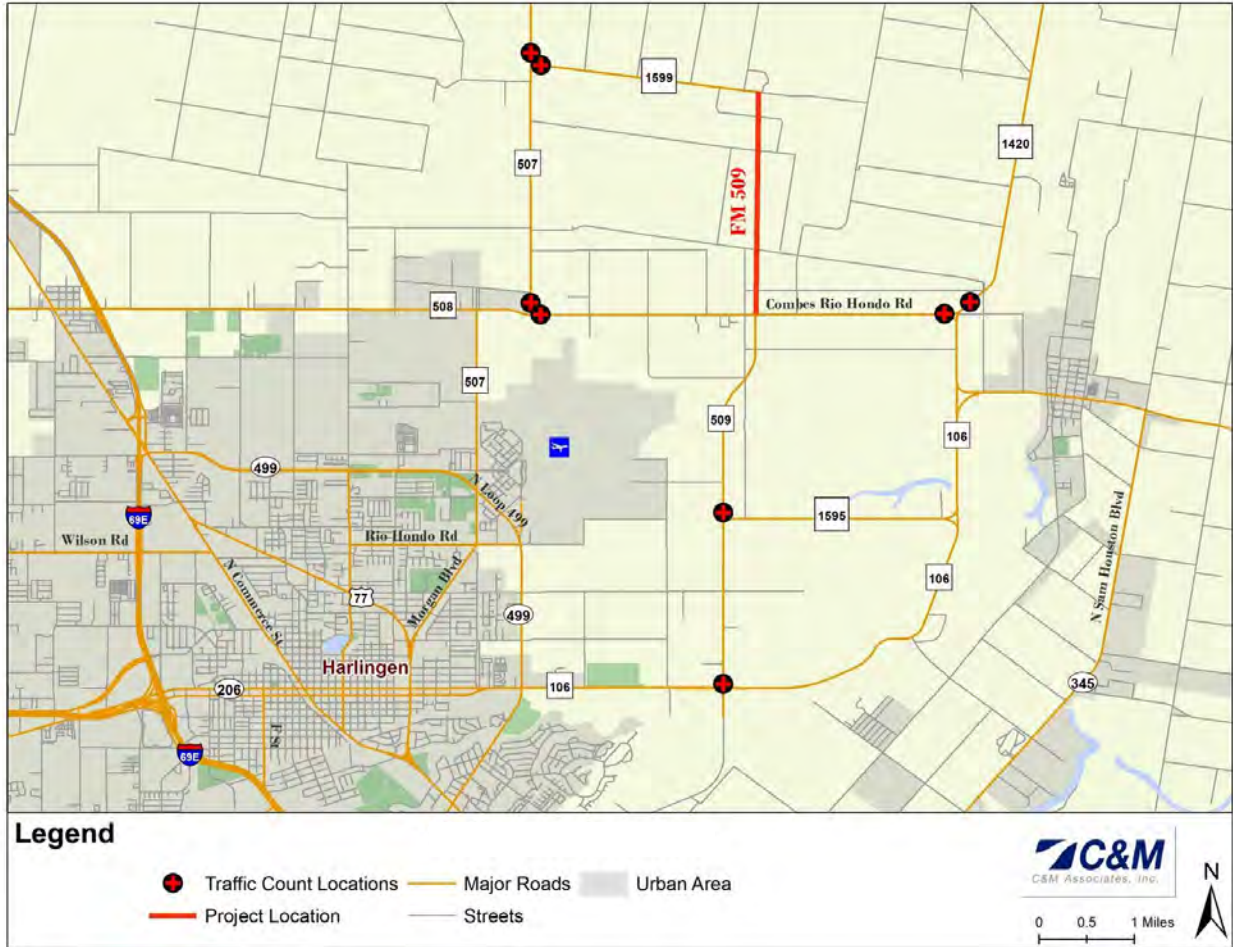 1599
1420
507
FM 509
Combes Rio Hondo Rd
508
507
509
106
499
N Loop 499
69E
1595
Wilson Rd
Rio Hondo Rd
N Commerce St
77
Morgan Blvd
106
N Sam Houston Blvd
499
Harlingen
206
106
345
F St
69E
Legend
Traffic Count Locations
Major Roads
Urban Area
Project Location
Streets
C&M
C&M Associates, Inc.
N
0 0.5 1 Miles